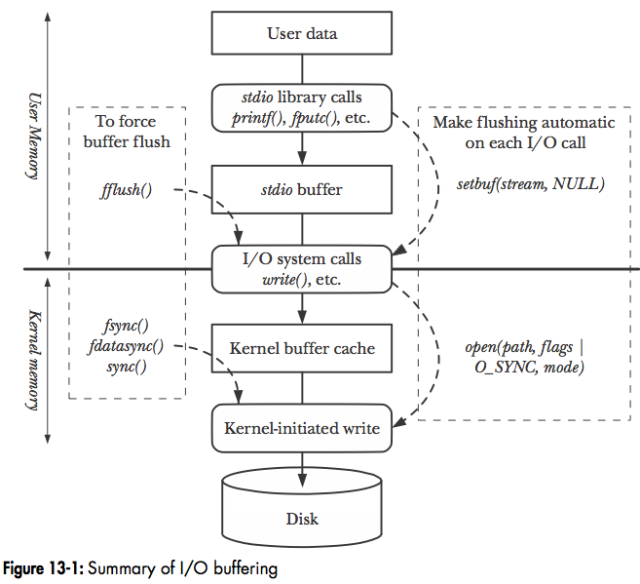 User data
stdio library calls
printf(), fputc(), etc.
To force
buffer flush
Make flushing automatic
on each I/O call
User Memory
fflush()
stdio buffer
setbuf(stream, NULL)
I/O system calls
write(), etc.
Kernel memory
fsync()
fdatasync()
sync()
Kernel buffer cache
open(path, flags |
O_SYNC, mode)
Kernel-initiated write
Disk
Figure 13-1: Summary of I/O buffering